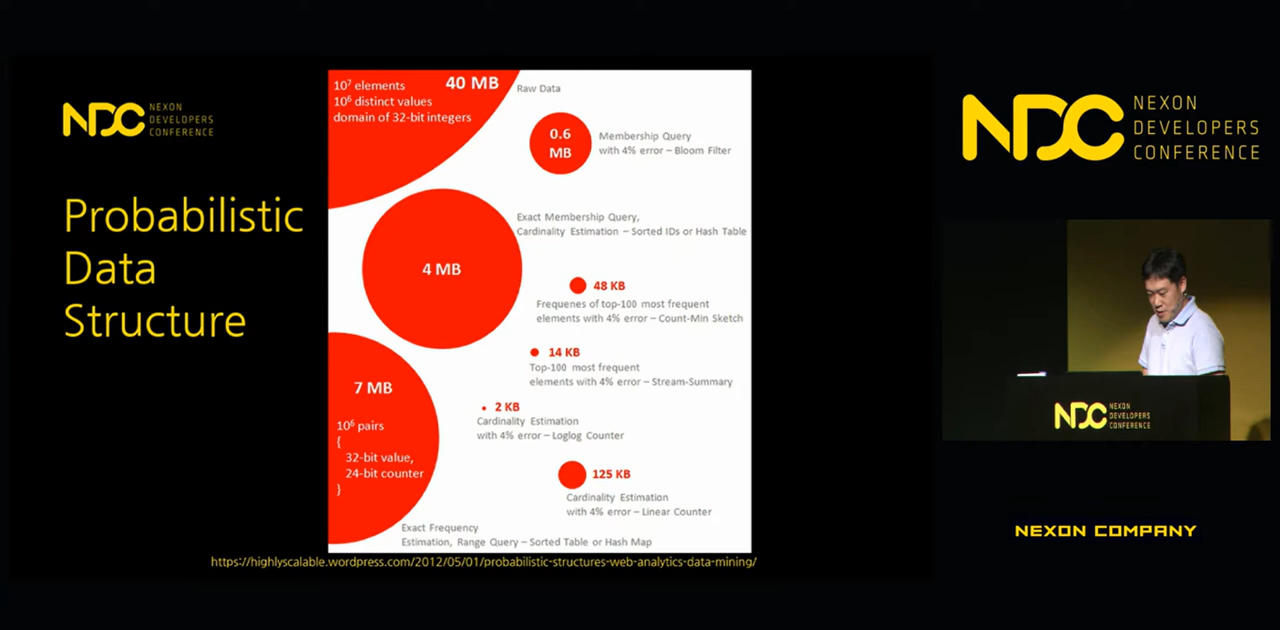 NDC NEXON
DEVELOPERS
CONFERENCE
Probabilistic
Data
Structure
10⁷ elements
40 MB
10⁶ distinct values
domain of 32-bit integers
Raw Data
0.6
MB
Membership Query
with 4% error – Bloom Filter
4 MB
Exact Membership Query,
Cardinality Estimation – Sorted IDs or Hash Table
48 KB
Frequenes of top-100 most frequent
elements with 4% error – Count-Min Sketch
14 KB
Top-100 most frequent
elements with 4% error – Stream-Summary
7 MB
10⁶ pairs
{
32-bit value,
24-bit counter
}
2 KB
Cardinality Estimation
with 4% error – Loglog Counter
125 KB
Cardinality Estimation
with 4% error – Linear Counter
Exact Frequency
Estimation, Range Query – Sorted Table or Hash Map
https://highlyscalable.wordpress.com/2012/05/01/probabilistic-structures-web-analytics-data-mining/
NDC NEXON
DEVELOPERS
CONFERENCE
NDC NEXON
DEVELOPERS
CONFERENCE
NEXON COMPANY